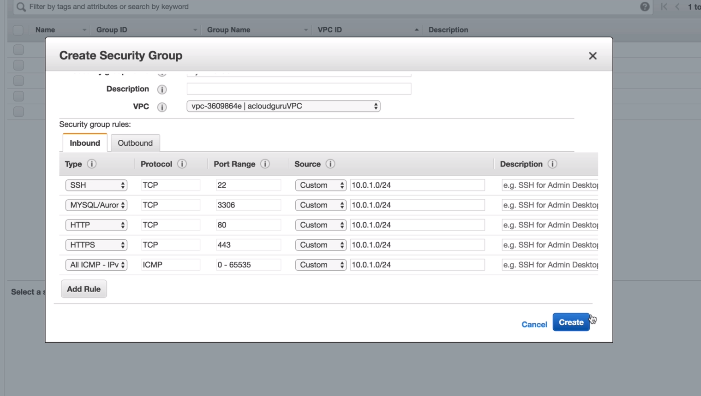 Filter by tags and attributes or search by keyword
1 to
Name Group ID Group Name VPC ID Description
Create Security Group
Description
VPC vpc-3609864e | acloudguruVPC
Security group rules:
Inbound Outbound
Type Protocol Port Range Source Description
SSH TCP 22 Custom 10.0.1.0/24 e.g. SSH for Admin Desktop
MYSQL/Auror TCP 3306 Custom 10.0.1.0/24 e.g. SSH for Admin Desktop
HTTP TCP 80 Custom 10.0.1.0/24 e.g. SSH for Admin Desktop
HTTPS TCP 443 Custom 10.0.1.0/24 e.g. SSH for Admin Desktop
All ICMP - IPv ICMP 0 - 65535 Custom 10.0.1.0/24 e.g. SSH for Admin Desktop
Add Rule
Select a s
Cancel Create